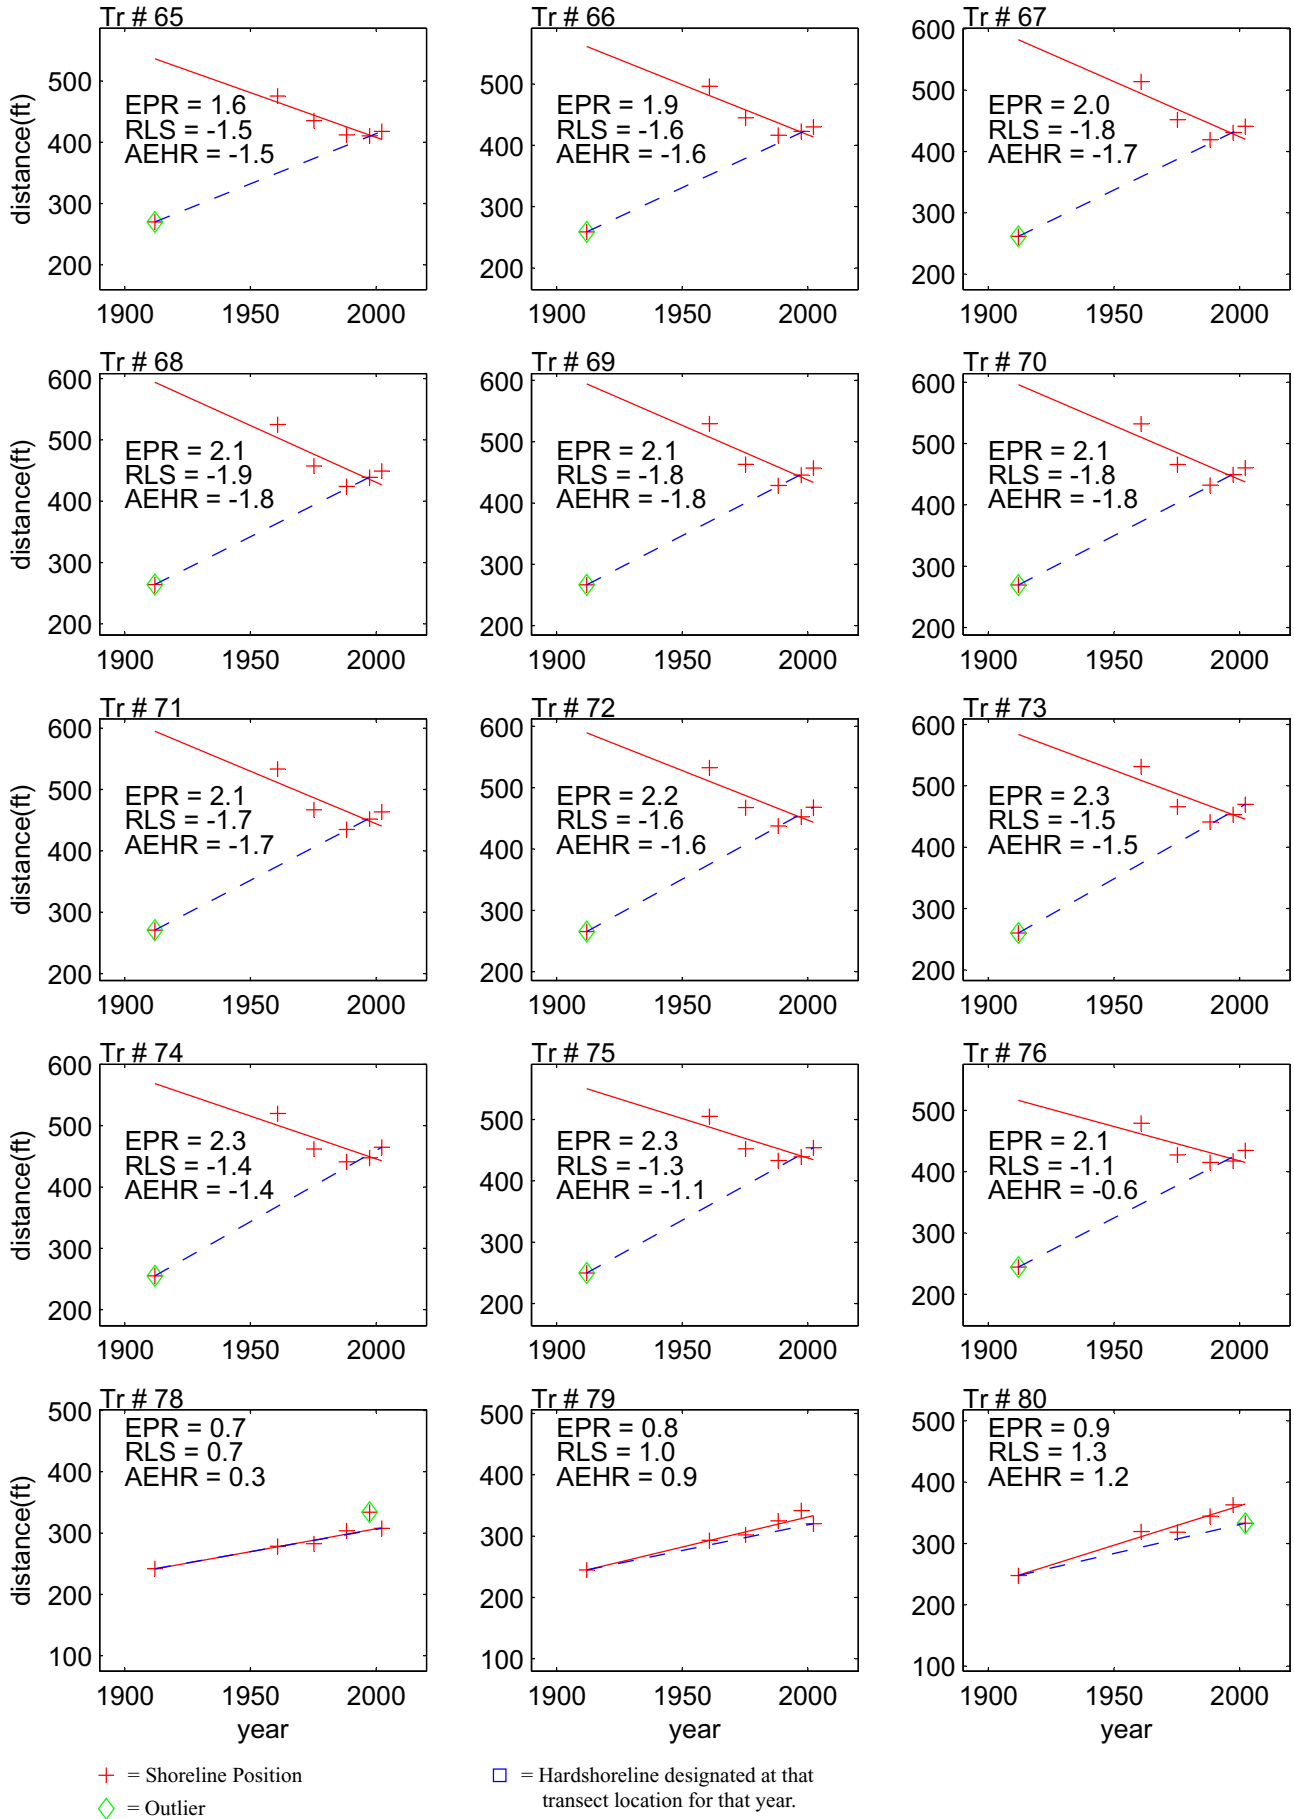 Tr # 65
Tr # 66
Tr # 67
distance(ft)
500
400
300
200
EPR = 1.6
RLS = -1.5
AEHR = -1.5
1900 1950 2000
500
400
300
200
EPR = 1.9
RLS = -1.6
AEHR = -1.6
1900 1950 2000
600
500
400
300
200
EPR = 2.0
RLS = -1.8
AEHR = -1.7
1900 1950 2000
Tr # 68
Tr # 69
Tr # 70
distance(ft)
600
500
400
300
200
EPR = 2.1
RLS = -1.9
AEHR = -1.8
1900 1950 2000
600
500
400
300
200
EPR = 2.1
RLS = -1.8
AEHR = -1.8
1900 1950 2000
600
500
400
300
200
EPR = 2.1
RLS = -1.8
AEHR = -1.8
1900 1950 2000
Tr # 71
Tr # 72
Tr # 73
distance(ft)
600
500
400
300
200
EPR = 2.1
RLS = -1.7
AEHR = -1.7
1900 1950 2000
600
500
400
300
200
EPR = 2.2
RLS = -1.6
AEHR = -1.6
1900 1950 2000
600
500
400
300
200
EPR = 2.3
RLS = -1.5
AEHR = -1.5
1900 1950 2000
Tr # 74
Tr # 75
Tr # 76
distance(ft)
600
500
400
300
200
EPR = 2.3
RLS = -1.4
AEHR = -1.4
1900 1950 2000
500
400
300
200
EPR = 2.3
RLS = -1.3
AEHR = -1.1
1900 1950 2000
500
400
300
200
EPR = 2.1
RLS = -1.1
AEHR = -0.6
1900 1950 2000
Tr # 78
Tr # 79
Tr # 80
distance(ft)
500
400
300
200
100
EPR = 0.7
RLS = 0.7
AEHR = 0.3
1900 1950 2000
year
500
400
300
200
100
EPR = 0.8
RLS = 1.0
AEHR = 0.9
1900 1950 2000
year
500
400
300
200
100
EPR = 0.9
RLS = 1.3
AEHR = 1.2
1900 1950 2000
year
= Shoreline Position
= Outlier
= Hardshoreline designated at that
transect location for that year.